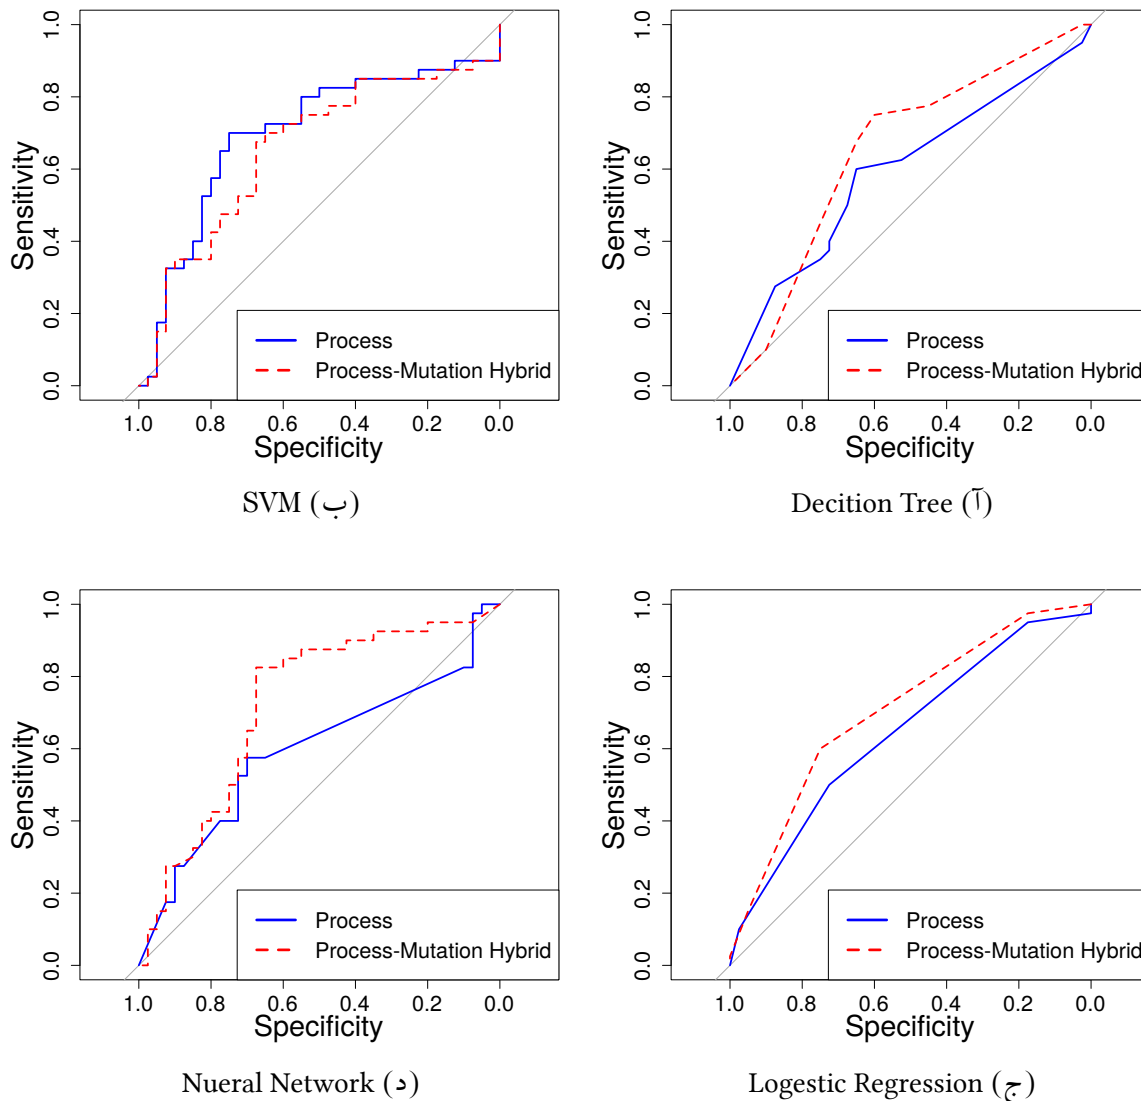 1.0
0.8
0.6
0.4
0.2
0.0
Sensitivity
Process
Process-Mutation Hybrid
1.0 0.8 0.6 0.4 0.2 0.0
Specificity
SVM (ب)
1.0
0.8
0.6
0.4
0.2
0.0
Sensitivity
Process
Process-Mutation Hybrid
1.0 0.8 0.6 0.4 0.2 0.0
Specificity
Decition Tree (آ)
1.0
0.8
0.6
0.4
0.2
0.0
Sensitivity
Process
Process-Mutation Hybrid
1.0 0.8 0.6 0.4 0.2 0.0
Specificity
Nueral Network (د)
1.0
0.8
0.6
0.4
0.2
0.0
Sensitivity
Process
Process-Mutation Hybrid
1.0 0.8 0.6 0.4 0.2 0.0
Specificity
Logestic Regression (ج)